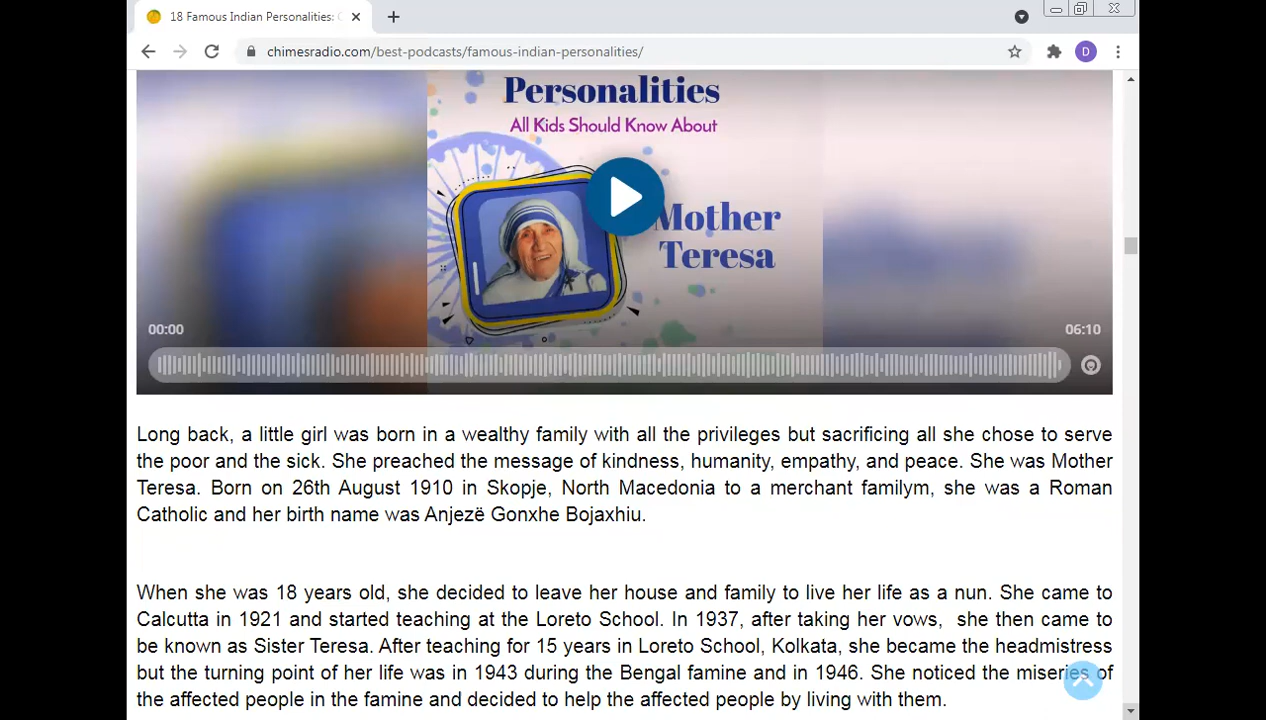 18 Famous Indian Personalities:
chimesradio.com/best-podcasts/famous-indian-personalities/
D
Personalities
All Kids Should Know About
Mother
Teresa
00:00
06:10
Long back, a little girl was born in a wealthy family with all the privileges but sacrificing all she chose to serve
the poor and the sick. She preached the message of kindness, humanity, empathy, and peace. She was Mother
Teresa. Born on 26th August 1910 in Skopje, North Macedonia to a merchant familym, she was a Roman
Catholic and her birth name was Anjezë Gonxhe Bojaxhiu.
When she was 18 years old, she decided to leave her house and family to live her life as a nun. She came to
Calcutta in 1921 and started teaching at the Loreto School. In 1937, after taking her vows, she then came to
be known as Sister Teresa. After teaching for 15 years in Loreto School, Kolkata, she became the headmistress
but the turning point of her life was in 1943 during the Bengal famine and in 1946. She noticed the miseries of
the affected people in the famine and decided to help the affected people by living with them.